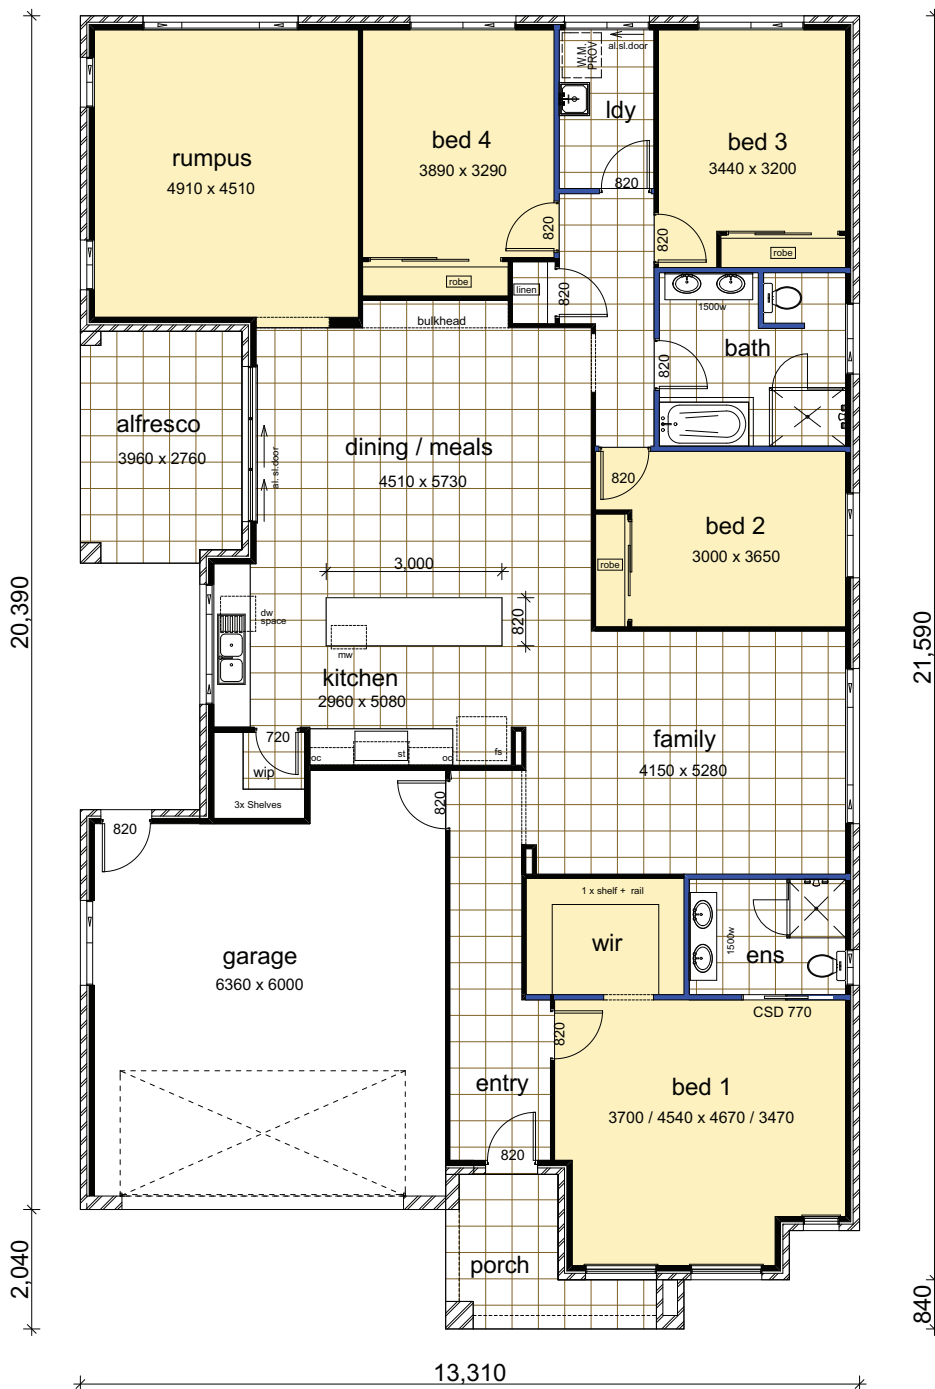 al.sl.door
W.M.
PROV
ldy
820
rumpus
4910 x 4510
bed 4
3890 x 3290
bed 3
3440 x 3200
820
820
robe
robe
linen
820
1500w
bulkhead
bath
820
alfresco
3960 x 2760
al. sl.door
dining / meals
4510 x 5730
820
bed 2
3000 x 3650
robe
3,000
820
dw
space
mw
kitchen
2960 x 5080
720
oc
st
oc
fs
wip
3x Shelves
family
4150 x 5280
820
820
1 x shelf + rail
wir
1500w
ens
CSD 770
garage
6360 x 6000
820
entry
820
bed 1
3700 / 4540 x 4670 / 3470
porch
20,390
2,040
21,590
840
13,310